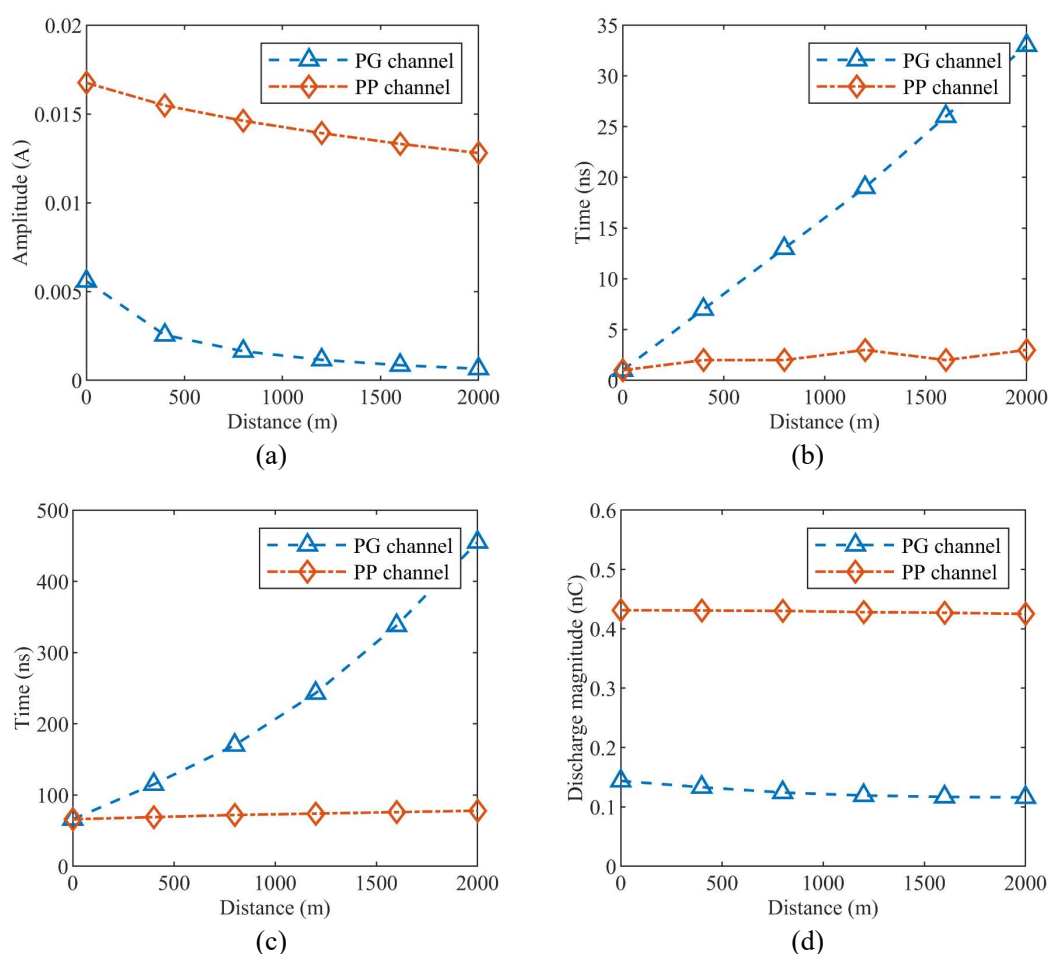 0.02
0.015
0.01
0.005
0
Amplitude (A)
PG channel
PP channel
0 500 1000 1500 2000
Distance (m)
(a)
35
30
25
20
15
10
5
0
Time (ns)
PG channel
PP channel
0 500 1000 1500 2000
Distance (m)
(b)
500
400
300
200
100
0
Time (ns)
PG channel
PP channel
0 500 1000 1500 2000
Distance (m)
(c)
0.6
0.5
0.4
0.3
0.2
0.1
0
Discharge magnitude (nC)
PG channel
PP channel
0 500 1000 1500 2000
Distance (m)
(d)